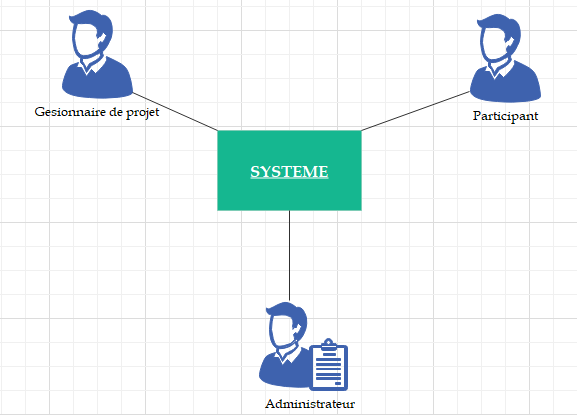 Gesionnaire de projet
Participant
SYSTEME
Administrateur